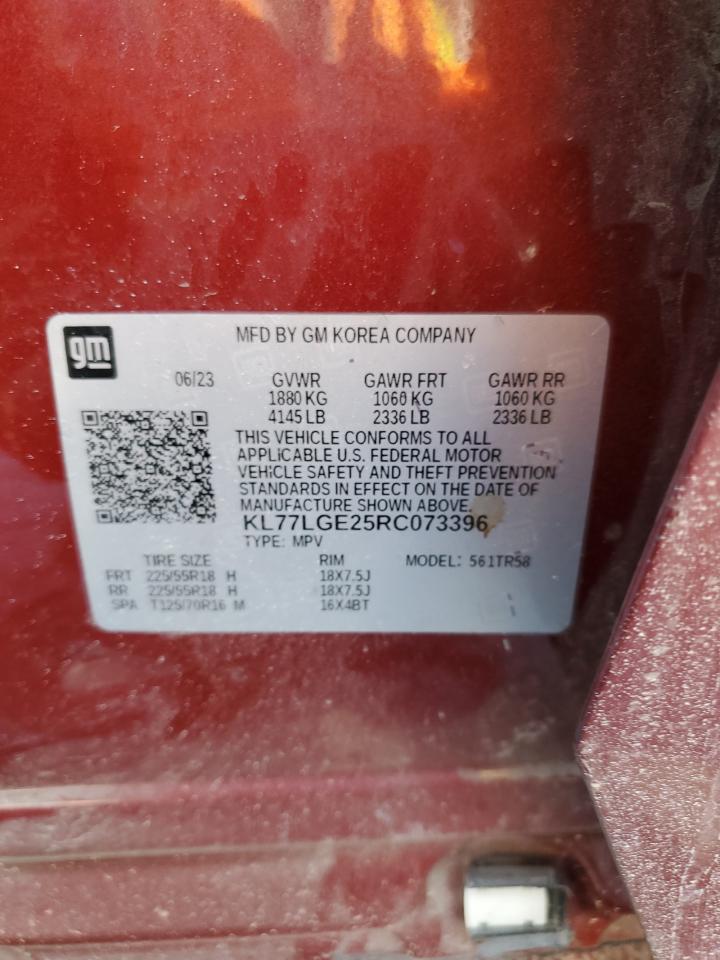 gm
MFD BY GM KOREA COMPANY
06/23 GVWR GAWR FRT GAWR RR
1880 KG 1060 KG 1060 KG
4145 LB 2336 LB 2336 LB
THIS VEHICLE CONFORMS TO ALL
APPLICABLE U.S. FEDERAL MOTOR
VEHICLE SAFETY AND THEFT PREVENTION
STANDARDS IN EFFECT ON THE DATE OF
MANUFACTURE SHOWN ABOVE.
KL77LGE25RC073396
TYPE: MPV
TIRE SIZE RIM MODEL: 561TR58
FRT 225/55R18 H 18X7.5J
RR 225/55R18 H 18X7.5J
SPA T125/70R16 M 16X4BT